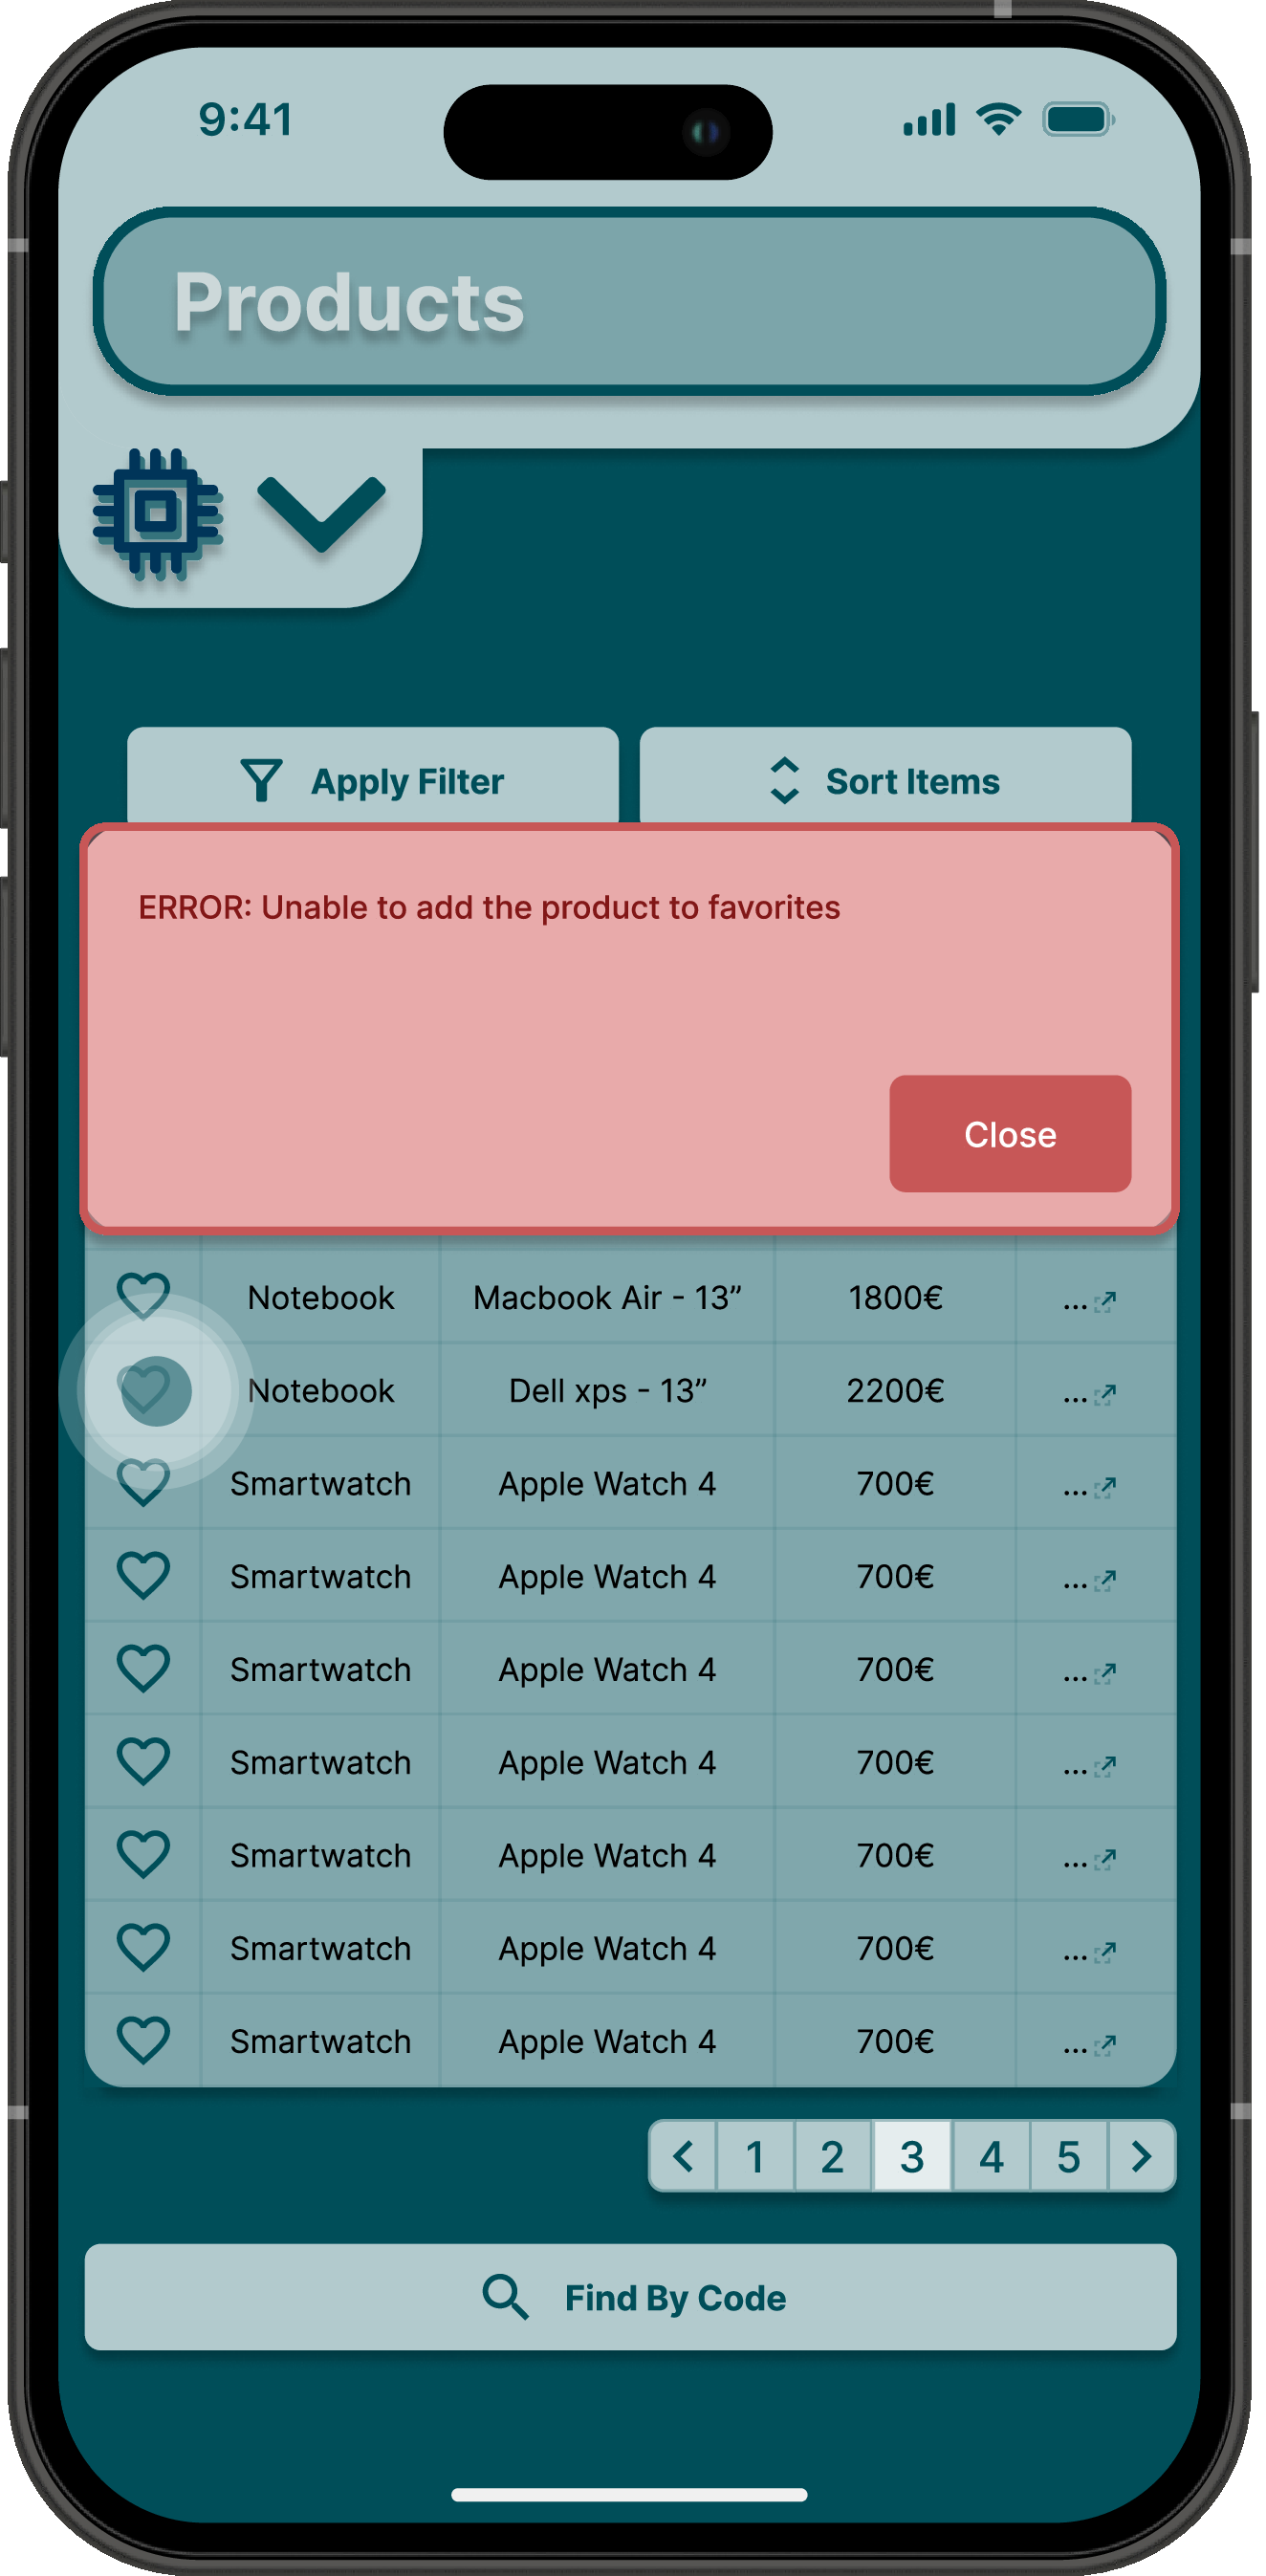 9:41
Products
Apply Filter Sort Items
ERROR: Unable to add the product to favorites
Close
Notebook Macbook Air - 13” 1800€ ...
Notebook Dell xps - 13” 2200€ ...
Smartwatch Apple Watch 4 700€ ...
Smartwatch Apple Watch 4 700€ ...
Smartwatch Apple Watch 4 700€ ...
Smartwatch Apple Watch 4 700€ ...
Smartwatch Apple Watch 4 700€ ...
Smartwatch Apple Watch 4 700€ ...
Smartwatch Apple Watch 4 700€ ...
1 2 3 4 5
Find By Code